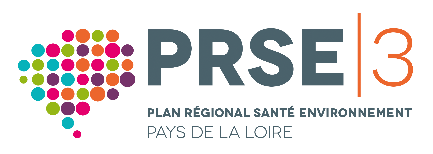 PRSE|3
PLAN RÉGIONAL SANTÉ ENVIRONNEMENT
PAYS DE LA LOIRE